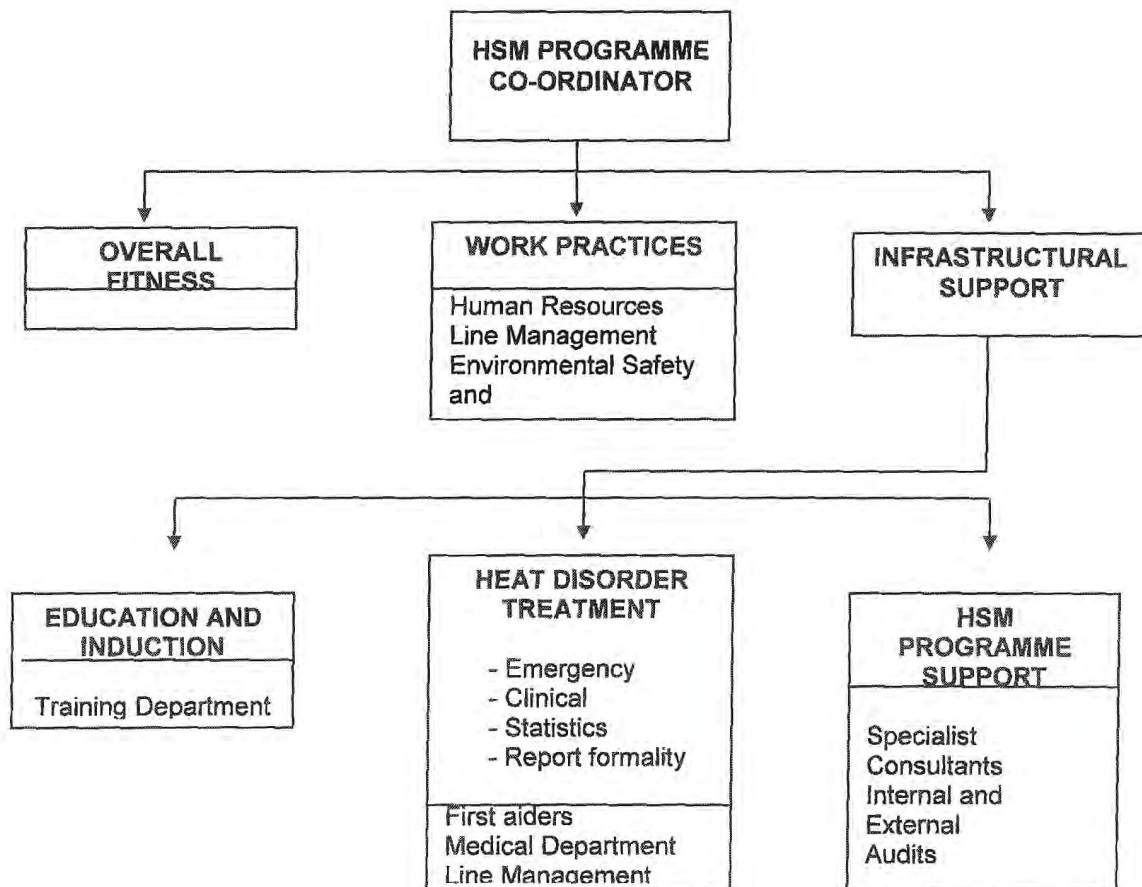 HSM PROGRAMME
CO-ORDINATOR
OVERALL
FITNESS
WORK PRACTICES
Human Resources
Line Management
Environmental Safety
and
INFRASTRUCTURAL
SUPPORT
EDUCATION AND
INDUCTION
Training Department
HEAT DISORDER
TREATMENT
- Emergency
- Clinical
- Statistics
- Report formality
First aiders
Medical Department
Line Management
HSM
PROGRAMME
SUPPORT
Specialist
Consultants
Internal and
External
Audits